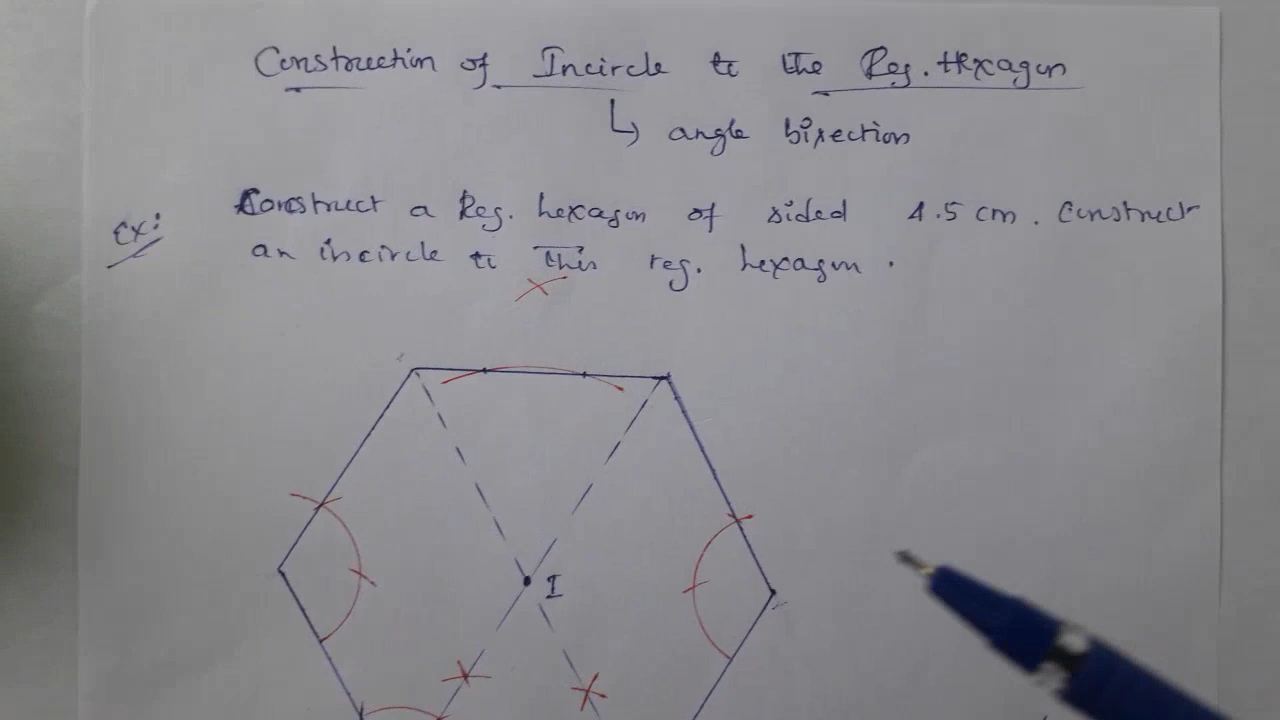 Construction of Incircle to the Reg. Hexagon
↳ angle bisection
Ex: Construct a Reg. hexagon of sided 4.5 cm. Construct
an incircle to this reg. hexagon.
I